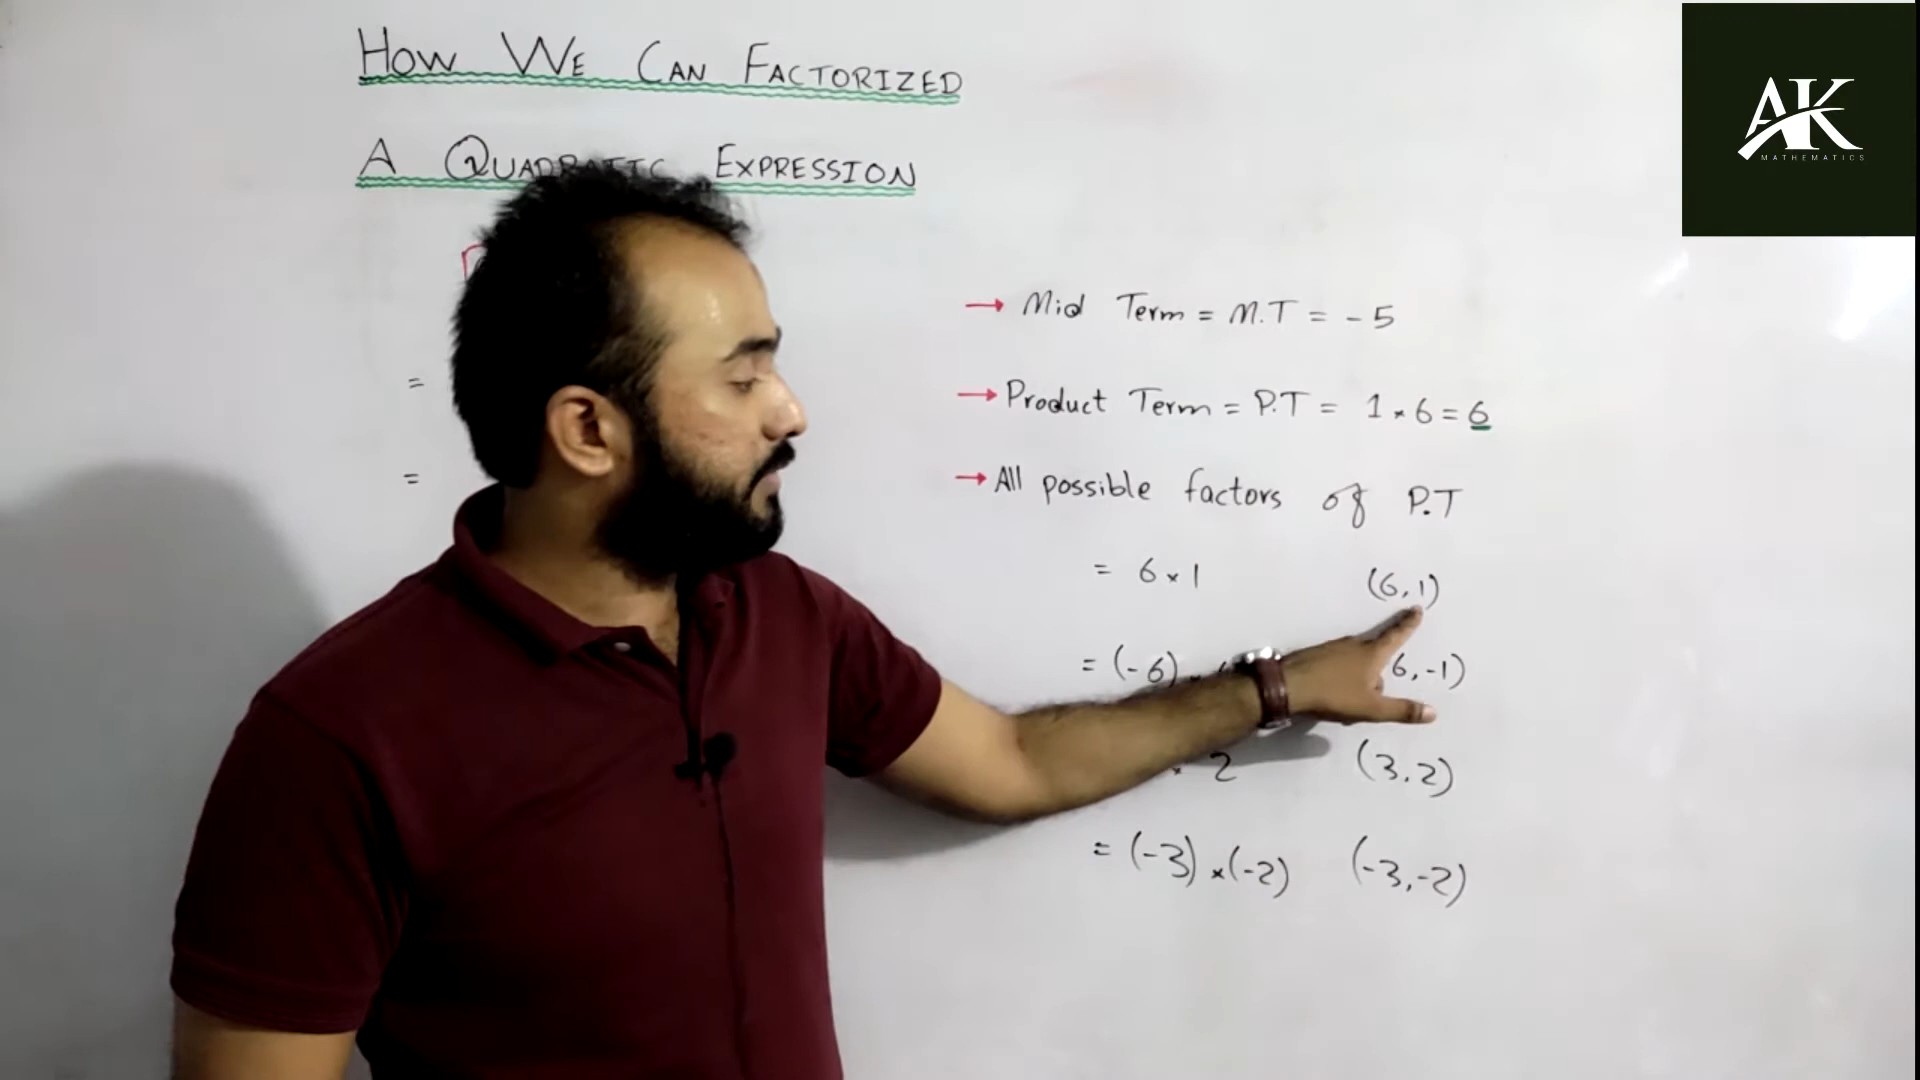 How We Can Factorized
A Quadratic Expression
AK
MATHEMATICS
→ Mid Term = M.T = - 5
=
→ Product Term = P.T = 1 × 6 = 6
=
→ All possible factors of P.T
= 6 × 1 (6, 1)
= (-6) 6, -1)
× 2 (3, 2)
= (-3) × (-2) (-3, -2)